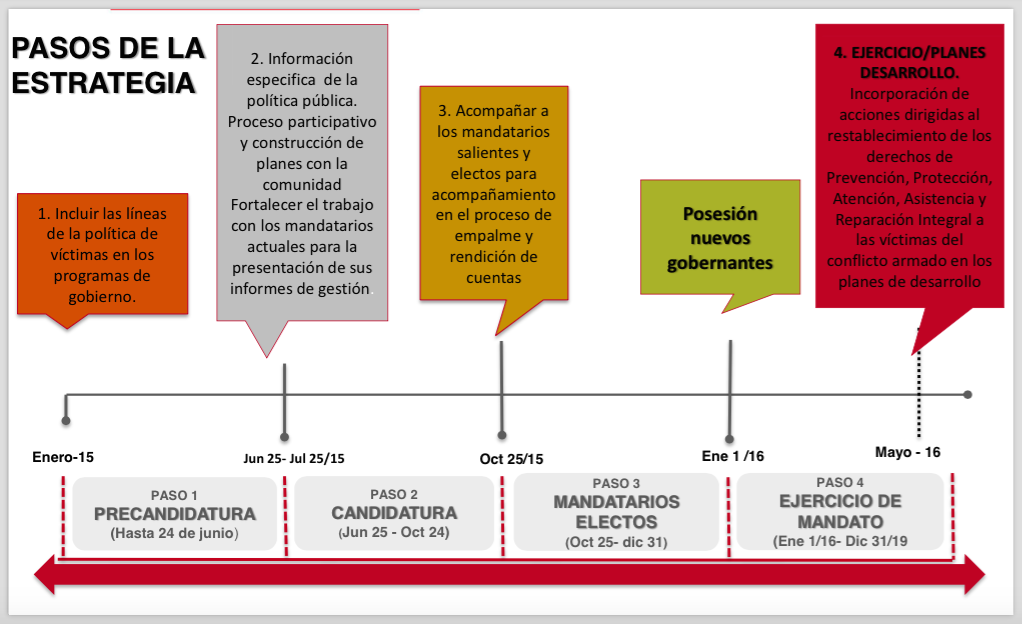 PASOS DE LA
ESTRATEGIA
1. Incluir las líneas
de la política de
víctimas en los
programas de
gobierno.
2. Información
especifica de la
política pública.
Proceso participativo
y construcción de
planes con la
comunidad
Fortalecer el trabajo
con los mandatarios
actuales para la
presentación de sus
informes de gestión.
3. Acompañar a
los mandatarios
salientes y
electos para
acompañamiento
en el proceso de
empalme y
rendición de
cuentas
Posesión
nuevos
gobernantes
4. EJERCICIO/PLANES
DESARROLLO.
Incorporación de
acciones dirigidas al
restablecimiento de los
derechos de
Prevención, Protección,
Atención, Asistencia y
Reparación Integral a
las víctimas del
conflicto armado en los
planes de desarrollo
Enero-15
Jun 25- Jul 25/15
Oct 25/15
Ene 1 /16
Mayo - 16
PASO 1
PRECANDIDATURA
(Hasta 24 de junio)
PASO 2
CANDIDATURA
(Jun 25 - Oct 24)
PASO 3
MANDATARIOS
ELECTOS
(Oct 25- dic 31)
PASO 4
EJERCICIO DE
MANDATO
(Ene 1/16- Dic 31/19